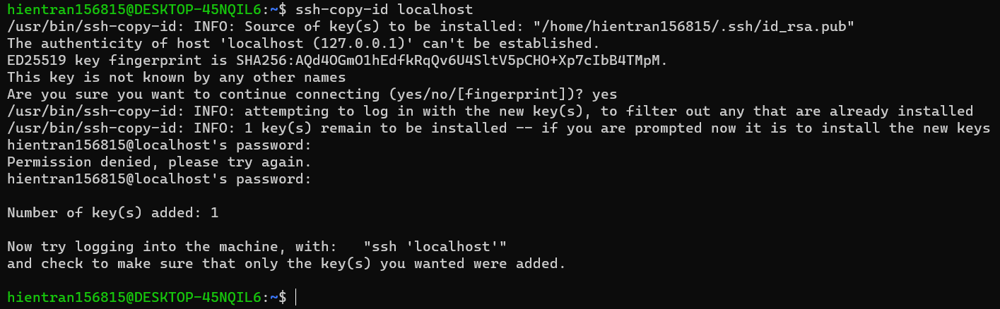 hientran156815@DESKTOP-45NQIL6:~$ ssh-copy-id localhost
/usr/bin/ssh-copy-id: INFO: Source of key(s) to be installed: "/home/hientran156815/.ssh/id_rsa.pub"
The authenticity of host 'localhost (127.0.0.1)' can't be established.
ED25519 key fingerprint is SHA256:AQd4OGmO1hEdfkRqQv6U4SltV5pCHO+Xp7cIbB4TMpM.
This key is not known by any other names
Are you sure you want to continue connecting (yes/no/[fingerprint])? yes
/usr/bin/ssh-copy-id: INFO: attempting to log in with the new key(s), to filter out any that are already installed
/usr/bin/ssh-copy-id: INFO: 1 key(s) remain to be installed -- if you are prompted now it is to install the new keys
hientran156815@localhost's password:
Permission denied, please try again.
hientran156815@localhost's password:
Number of key(s) added: 1
Now try logging into the machine, with:   "ssh 'localhost'"
and check to make sure that only the key(s) you wanted were added.
hientran156815@DESKTOP-45NQIL6:~$